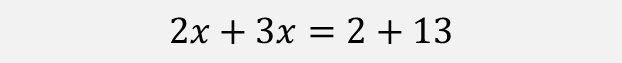 2x + 3x = 2 + 13